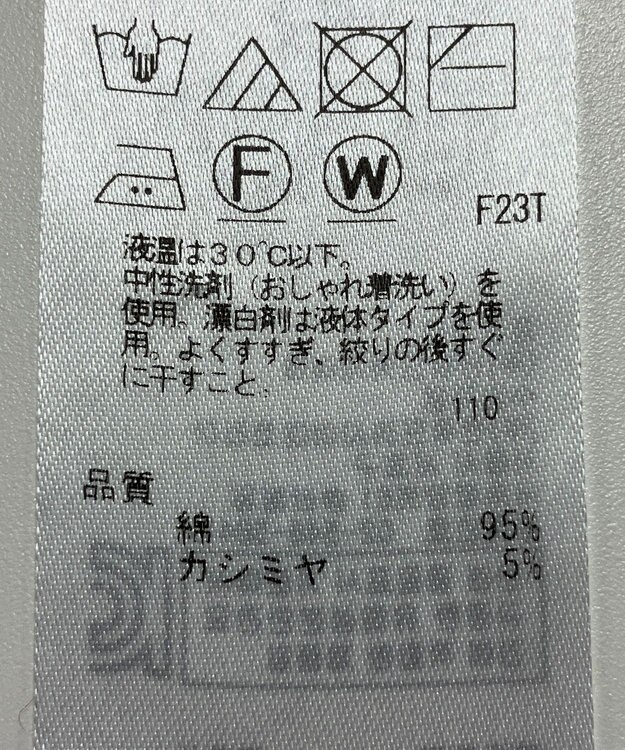 F
W
F23T
液温は30℃以下。
中性洗剤(おしゃれ着洗い)を
使用。漂白剤は液体タイプを使
用。よくすすぎ、絞りの後すぐ
に干すこと。
110
品質
綿 95%
カシミヤ 5%